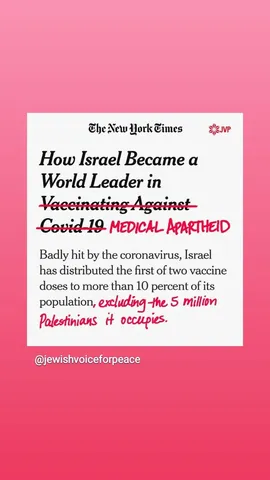 The New York Times
JVP
How Israel Became a
World Leader in
Vaccinating Against
Covid-19 MEDICAL APARTHEID
Badly hit by the coronavirus, Israel
has distributed the first of two vaccine
doses to more than 10 percent of its
population, excluding the 5 million
Palestinians it occupies.
@jewishvoiceforpeace